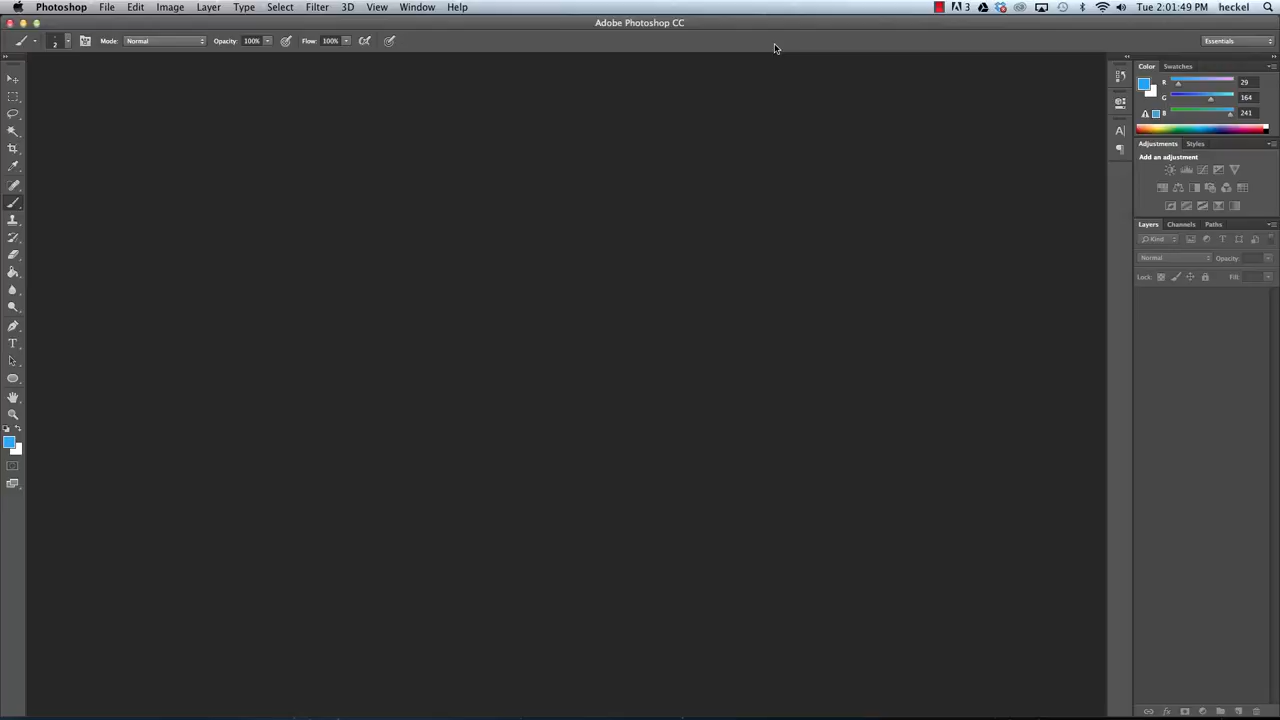 Photoshop File Edit Image Layer Type Select Filter 3D View Window Help 3 Tue 2:01:49 PM heckel
Adobe Photoshop CC
2 Mode: Normal Opacity: 100% Flow: 100% Essentials
Color Swatches
R 29
G 164
B 241
Adjustments Styles
Add an adjustment
Layers Channels Paths
Kind
Normal Opacity:
Lock: Fill: